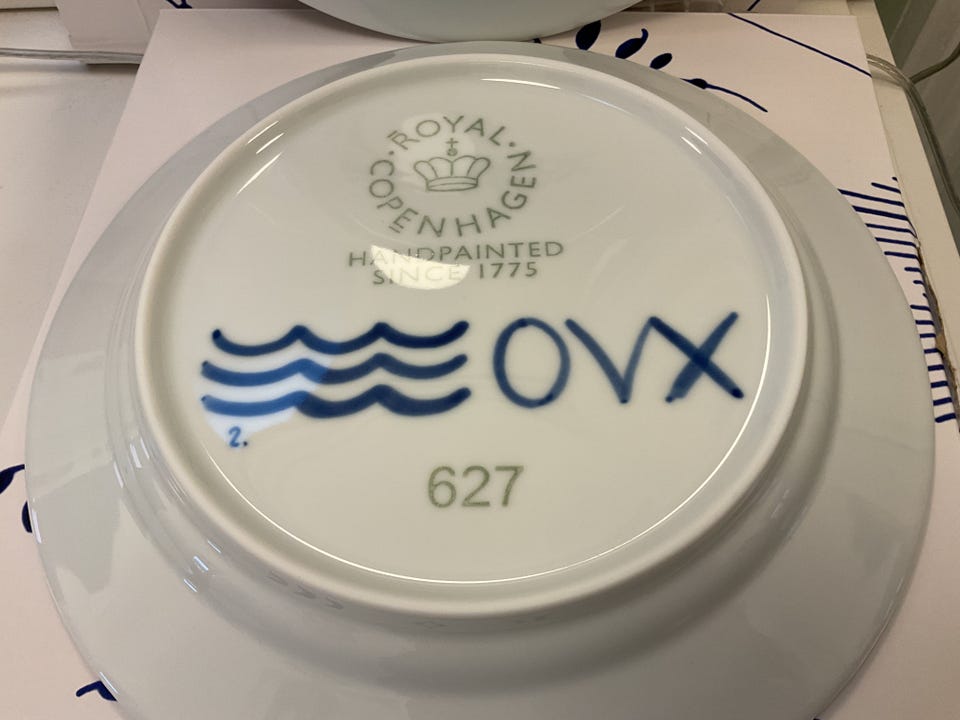 ROYAL
COPENHAGEN
HANDPAINTED
SINCE 1775
OVX
2.
627